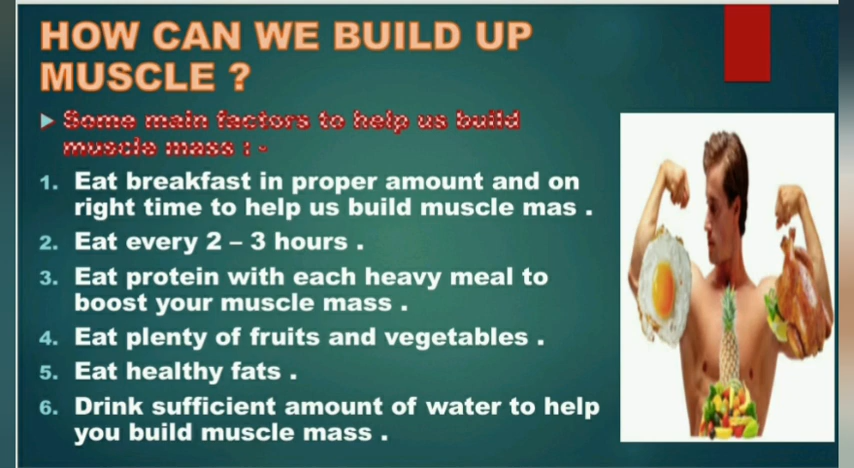 HOW CAN WE BUILD UP
MUSCLE ?
Some main factors to help us build
muscle mass : -
1. Eat breakfast in proper amount and on
right time to help us build muscle mas .
2. Eat every 2 – 3 hours .
3. Eat protein with each heavy meal to
boost your muscle mass .
4. Eat plenty of fruits and vegetables .
5. Eat healthy fats .
6. Drink sufficient amount of water to help
you build muscle mass .